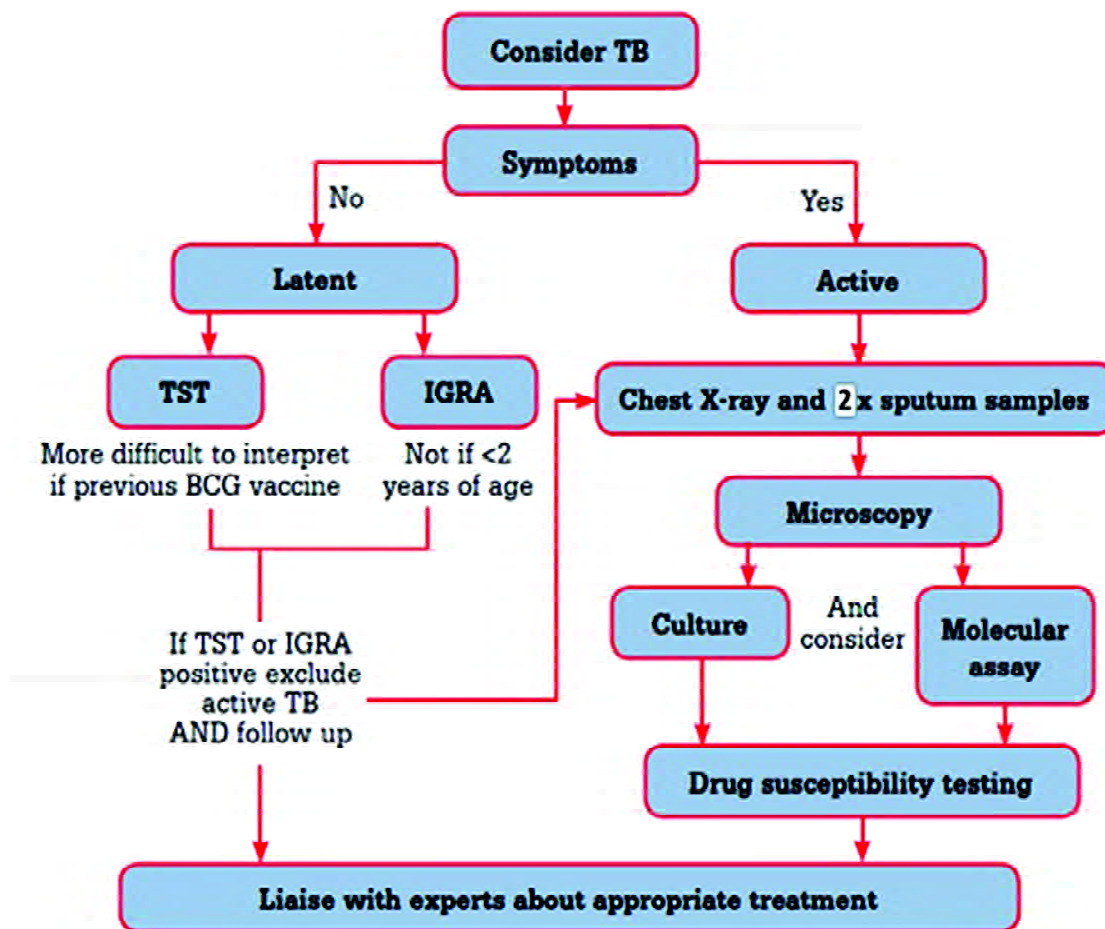 Consider TB
Symptoms
No
Yes
Latent
Active
TST
IGRA
Chest X-ray and 2x sputum samples
More difficult to interpret
if previous BCG vaccine
Not if <2
years of age
Microscopy
Culture
And
consider
Molecular
assay
If TST or IGRA
positive exclude
active TB
AND follow up
Drug susceptibility testing
Liaise with experts about appropriate treatment